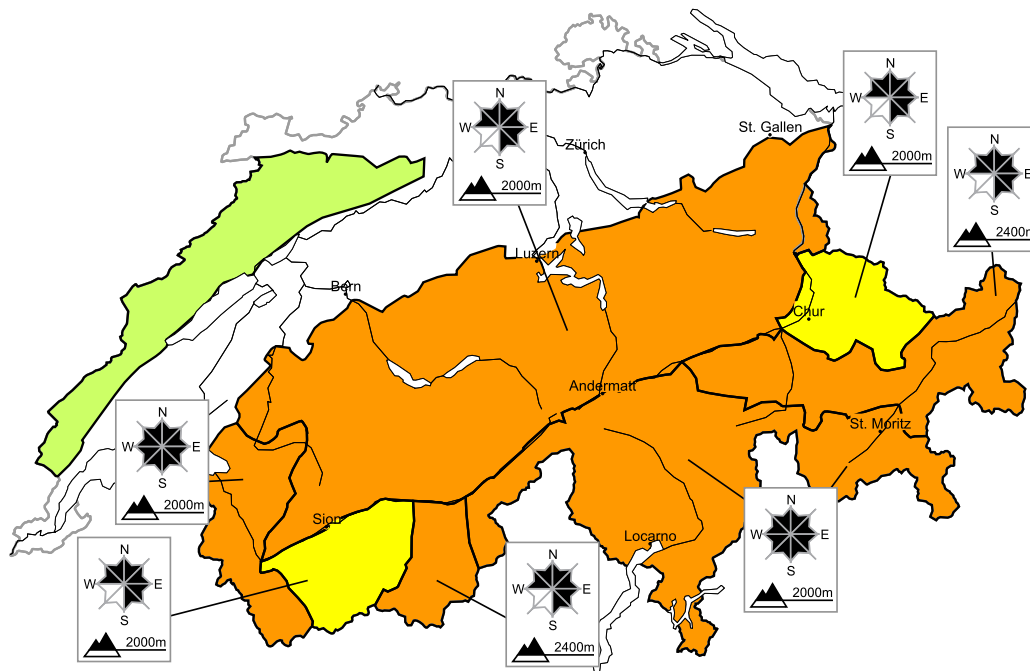 N
W E
S
2000m
N
W E
S
2000m
St. Gallen
Zürich
N
W E
S
2400m
Luzern
Bern
Chur
Andermatt
St. Moritz
N
W E
S
2000m
Sion
Locarno
N
W E
S
2000m
N
W E
S
2000m
N
W E
S
2400m